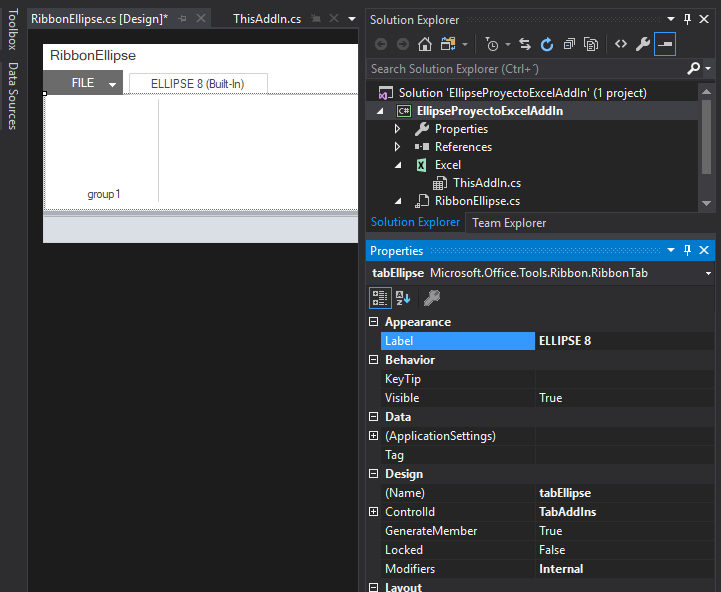 Toolbox
Data Sources
RibbonEllipse.cs [Design]*
ThisAddIn.cs
RibbonEllipse
FILE
ELLIPSE 8 (Built-In)
group1
Solution Explorer
Search Solution Explorer (Ctrl+´)
Solution 'EllipseProyectoExcelAddIn' (1 project)
C# EllipseProyectoExcelAddIn
Properties
References
Excel
ThisAddIn.cs
RibbonEllipse.cs
Solution Explorer Team Explorer
Properties
tabEllipse Microsoft.Office.Tools.Ribbon.RibbonTab
Appearance
Label ELLIPSE 8
Behavior
KeyTip
Visible True
Data
(ApplicationSettings)
Tag
Design
(Name) tabEllipse
ControlId TabAddIns
GenerateMember True
Locked False
Modifiers Internal
Layout